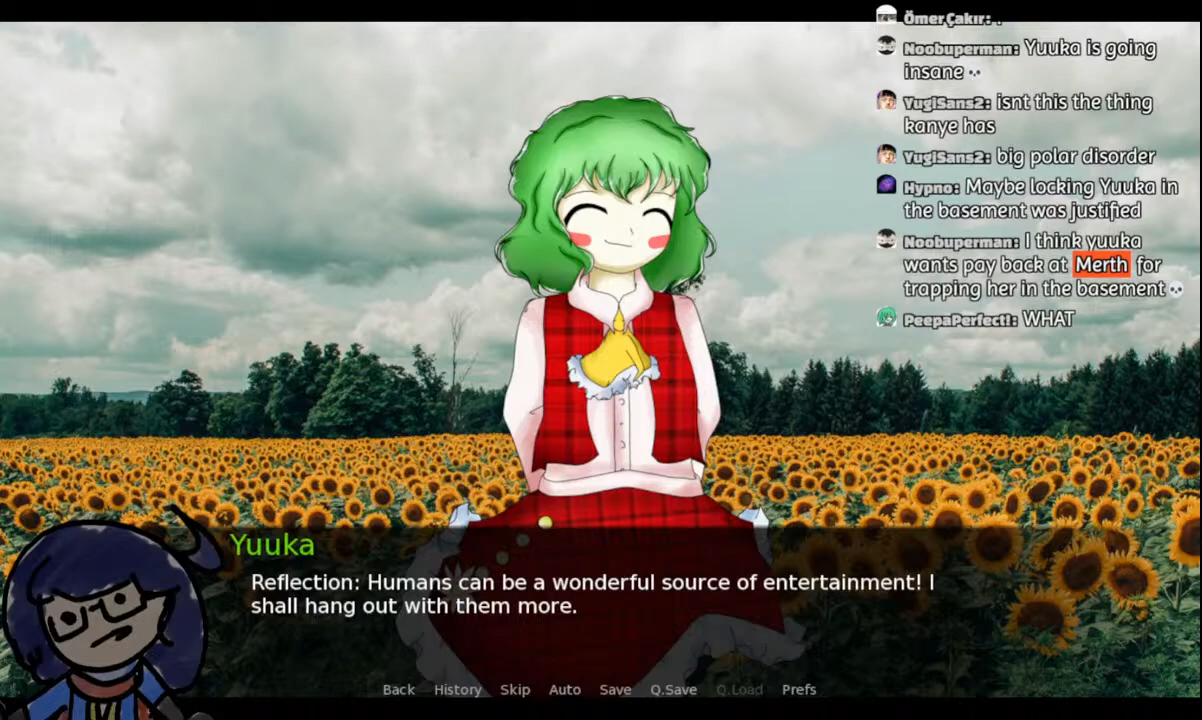 ÖmerÇakır: .
Noobuperman: Yuuka is going
insane
YugiSans2: isnt this the thing
kanye has
YugiSans2: big polar disorder
Hypno: Maybe locking Yuuka in
the basement was justified
Noobuperman: I think yuuka
wants pay back at Merth for
trapping her in the basement
PeepaPerfect!: WHAT
Yuuka
Reflection: Humans can be a wonderful source of entertainment! I
shall hang out with them more.
Back History Skip Auto Save Q.Save Q.Load Prefs